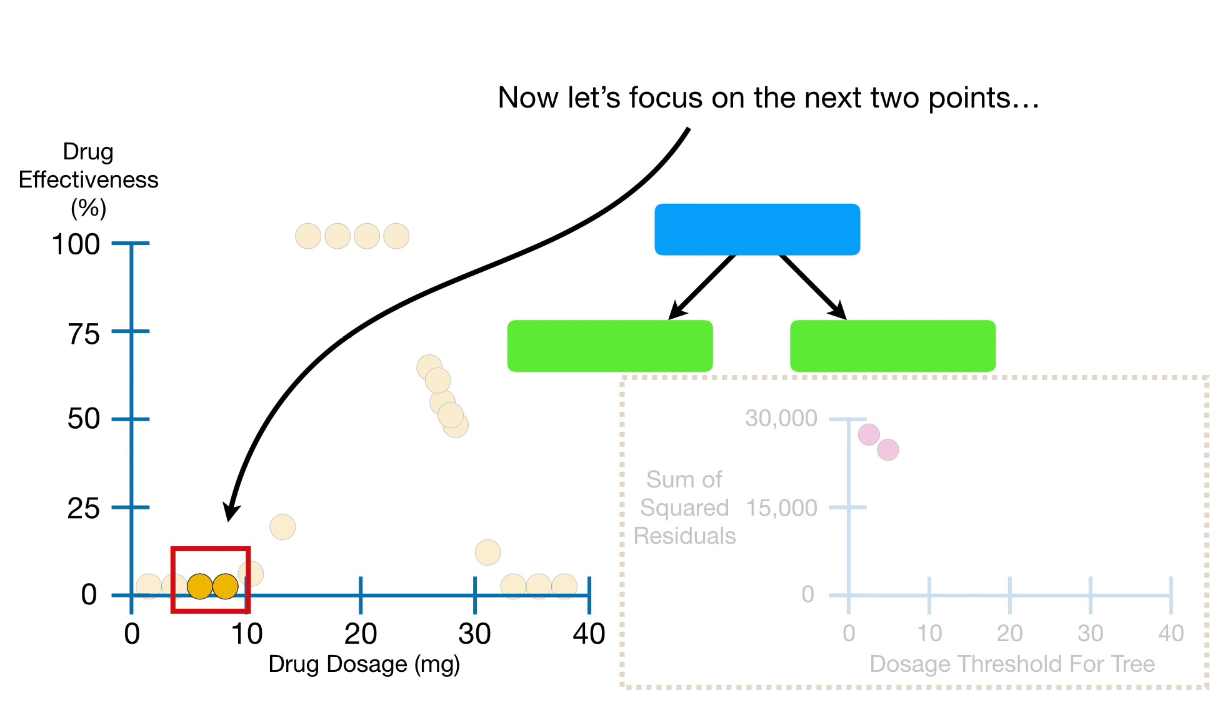 Now let's focus on the next two points…
Drug
Effectiveness
(%)
100
75
50
25
0
0 10 20 30 40
Drug Dosage (mg)
30,000
Sum of
Squared 15,000
Residuals
0
0 10 20 30 40
Dosage Threshold For Tree